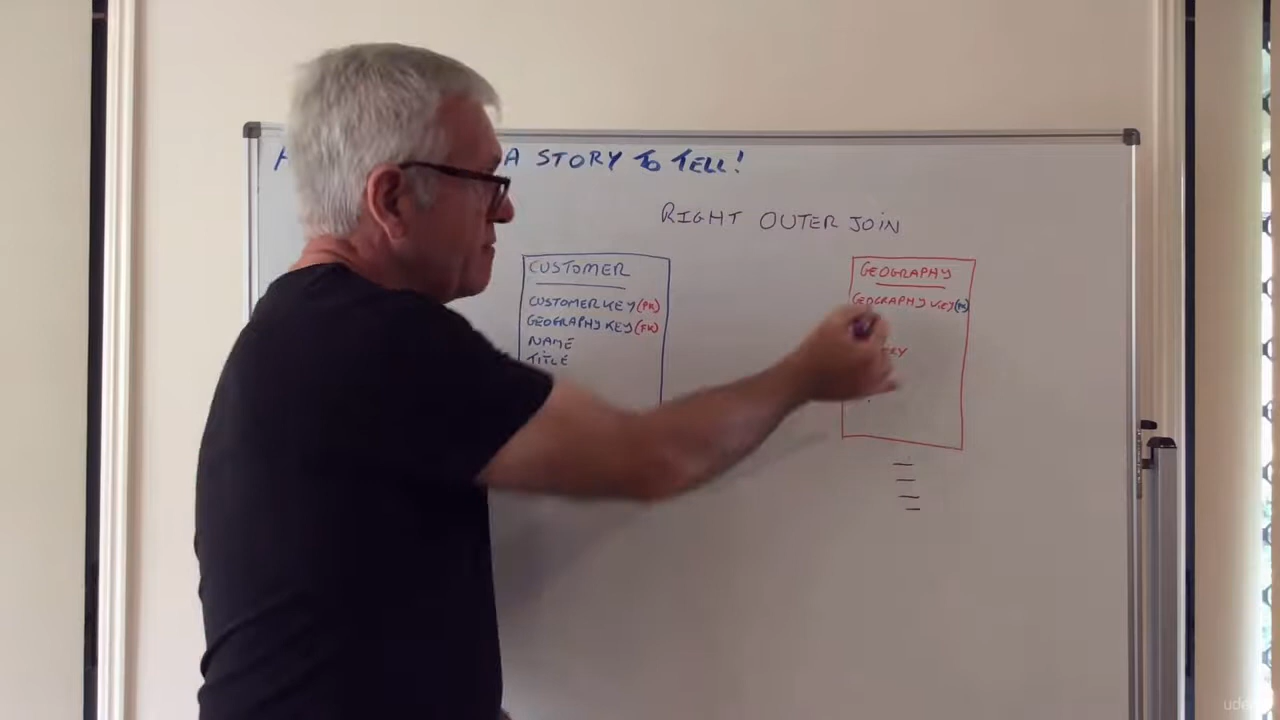 A STORY TO TELL!
RIGHT OUTER JOIN
CUSTOMER
CUSTOMER KEY (PK)
GEOGRAPHY KEY (FK)
NAME
TITLE
GEOGRAPHY
GEOGRAPHY KEY (PK)